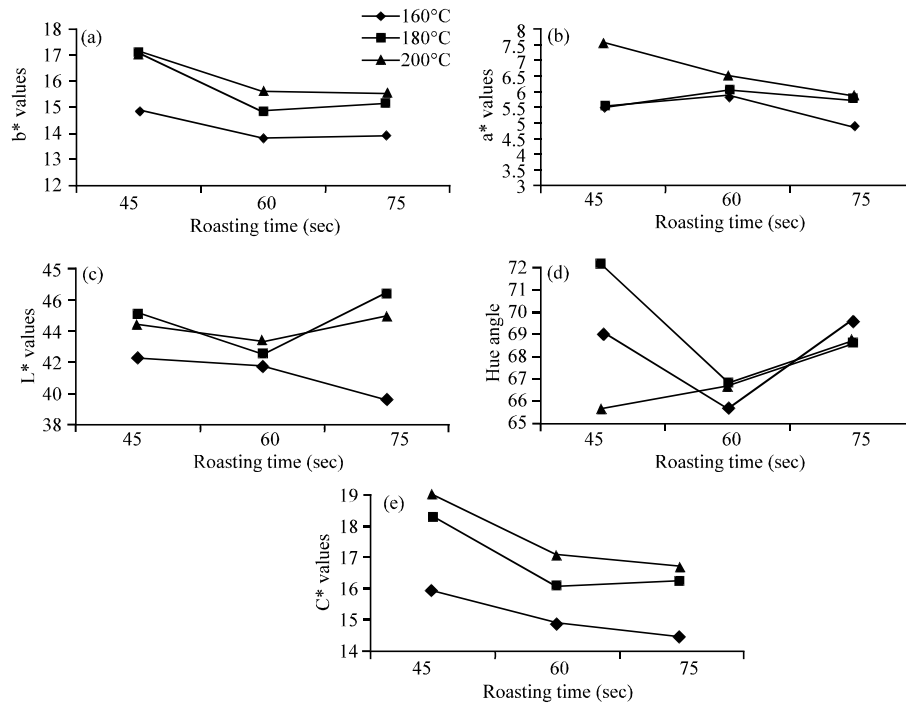 (a)
160°C
180°C
200°C
18
17
16
15
14
13
12
b* values
45 60 75
Roasting time (sec)
(b)
8
7.5
7
6.5
6
5.5
5
4.5
4
3.5
3
a* values
45 60 75
Roasting time (sec)
(c)
45
46
44
42
40
38
L* values
45 60 75
Roasting time (sec)
(d)
72
71
70
69
68
67
66
65
Hue angle
45 60 75
Roasting time (sec)
(e)
19
18
17
16
15
14
C* values
45 60 75
Roasting time (sec)